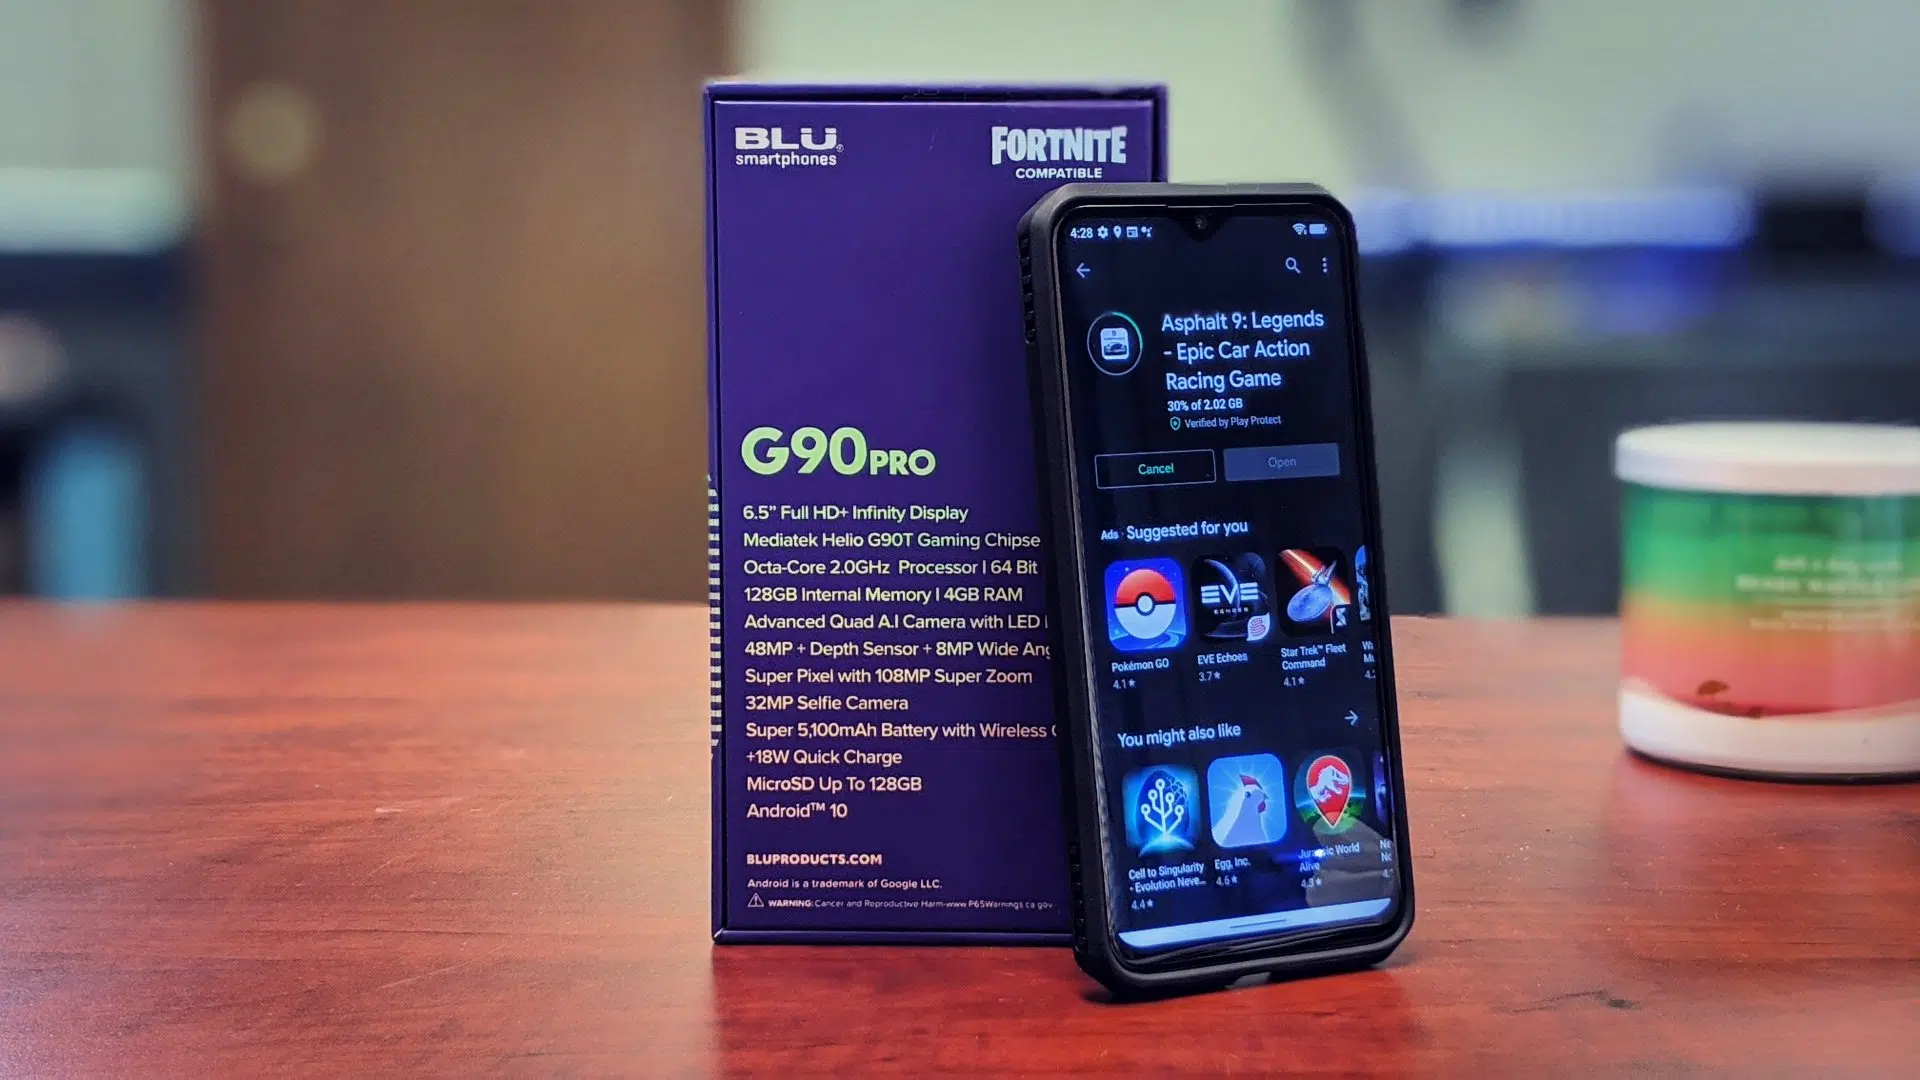 BLU
smartphones
FORTNITE
COMPATIBLE
G90 PRO
6.5” Full HD+ Infinity Display
Mediatek Helio G90T Gaming Chipse
Octa-Core 2.0GHz Processor | 64 Bit
128GB Internal Memory | 4GB RAM
Advanced Quad A.I Camera with LED
48MP + Depth Sensor + 8MP Wide Ang
Super Pixel with 108MP Super Zoom
32MP Selfie Camera
Super 5,100mAh Battery with Wireless
+18W Quick Charge
MicroSD Up To 128GB
Android™ 10
BLUPRODUCTS.COM
Android is a trademark of Google LLC.
WARNING: Cancer and Reproductive Harm-www.P65Warnings.ca.gov
4:28
Asphalt 9: Legends
- Epic Car Action
Racing Game
30% of 2.02 GB
Verified by Play Protect
Cancel
Open
Ads · Suggested for you
EVE
ECHOES
Pokémon GO
4.1★
EVE Echoes
3.7★
Star Trek™ Fleet
Command
4.1★
You might also like
Cell to Singularity
- Evolution Neve...
4.4★
Egg, Inc.
4.6★
Jurassic World
Alive
4.3★